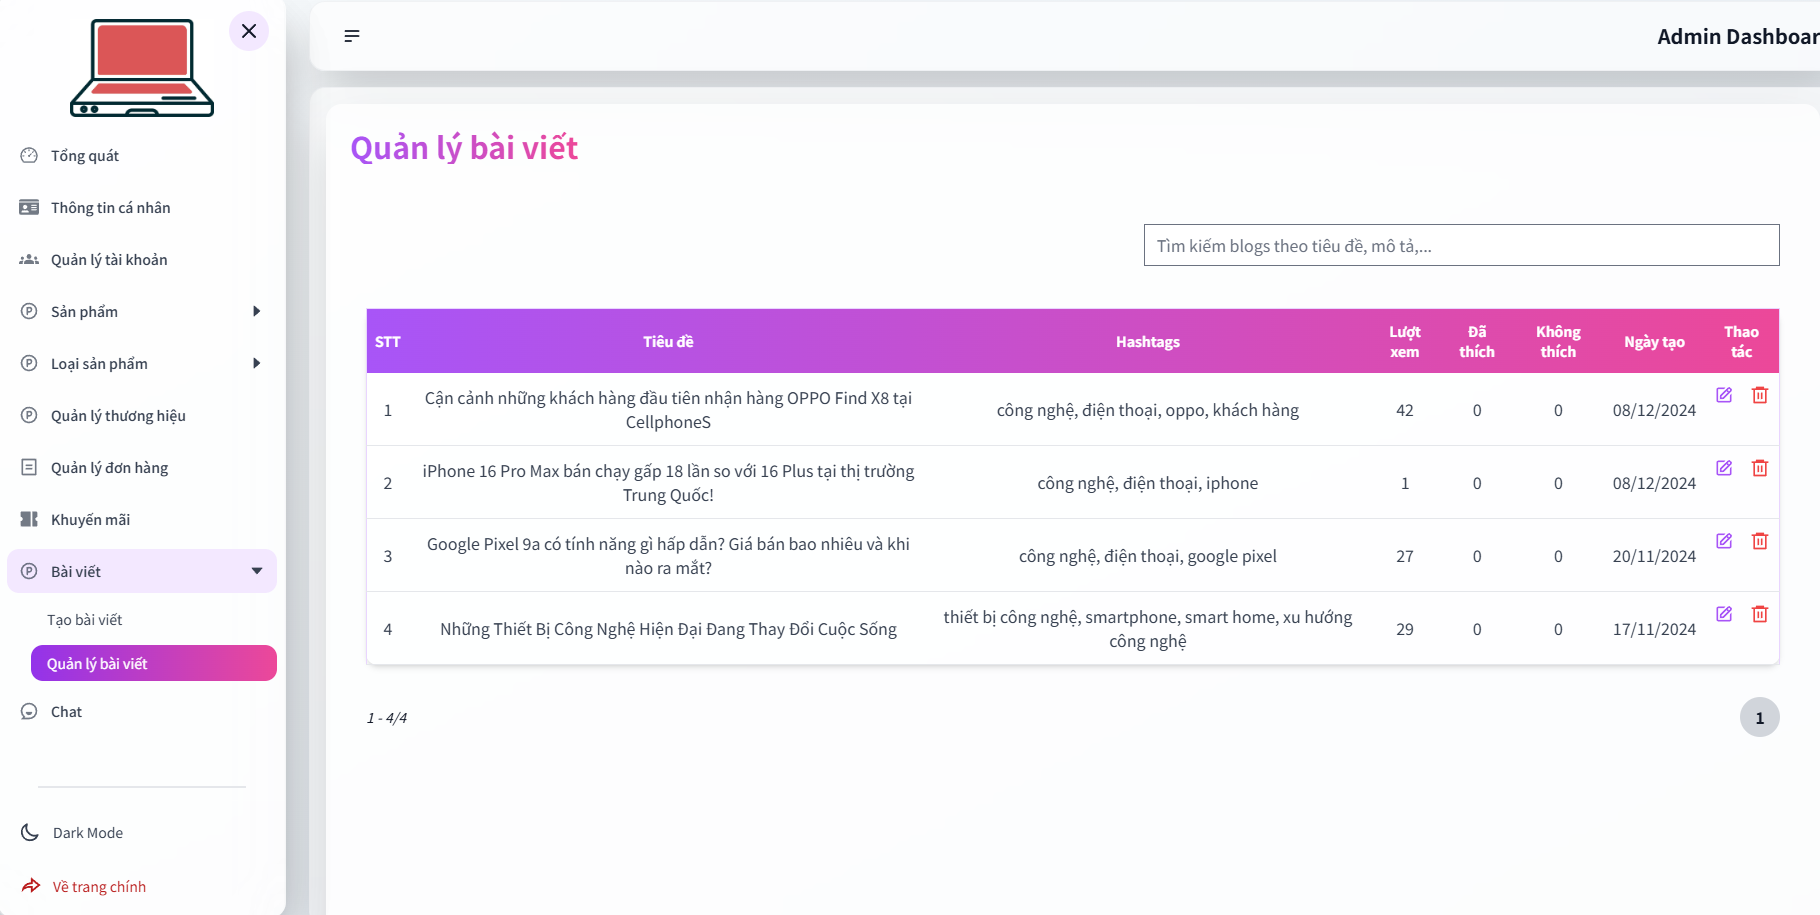 Tổng quát
Thông tin cá nhân
Quản lý tài khoản
Sản phẩm
Loại sản phẩm
Quản lý thương hiệu
Quản lý đơn hàng
Khuyến mãi
Bài viết
Tạo bài viết
Quản lý bài viết
Chat
Dark Mode
Về trang chính
Admin Dashboar
Quản lý bài viết
Tìm kiếm blogs theo tiêu đề, mô tả,...
STT Tiêu đề Hashtags Lượt xem Đã thích Không thích Ngày tạo Thao tác
1 Cận cảnh những khách hàng đầu tiên nhận hàng OPPO Find X8 tại CellphoneS công nghệ, điện thoại, oppo, khách hàng 42 0 0 08/12/2024
2 iPhone 16 Pro Max bán chạy gấp 18 lần so với 16 Plus tại thị trường Trung Quốc! công nghệ, điện thoại, iphone 1 0 0 08/12/2024
3 Google Pixel 9a có tính năng gì hấp dẫn? Giá bán bao nhiêu và khi nào ra mắt? công nghệ, điện thoại, google pixel 27 0 0 20/11/2024
4 Những Thiết Bị Công Nghệ Hiện Đại Đang Thay Đổi Cuộc Sống thiết bị công nghệ, smartphone, smart home, xu hướng công nghệ 29 0 0 17/11/2024
1 - 4/4
1